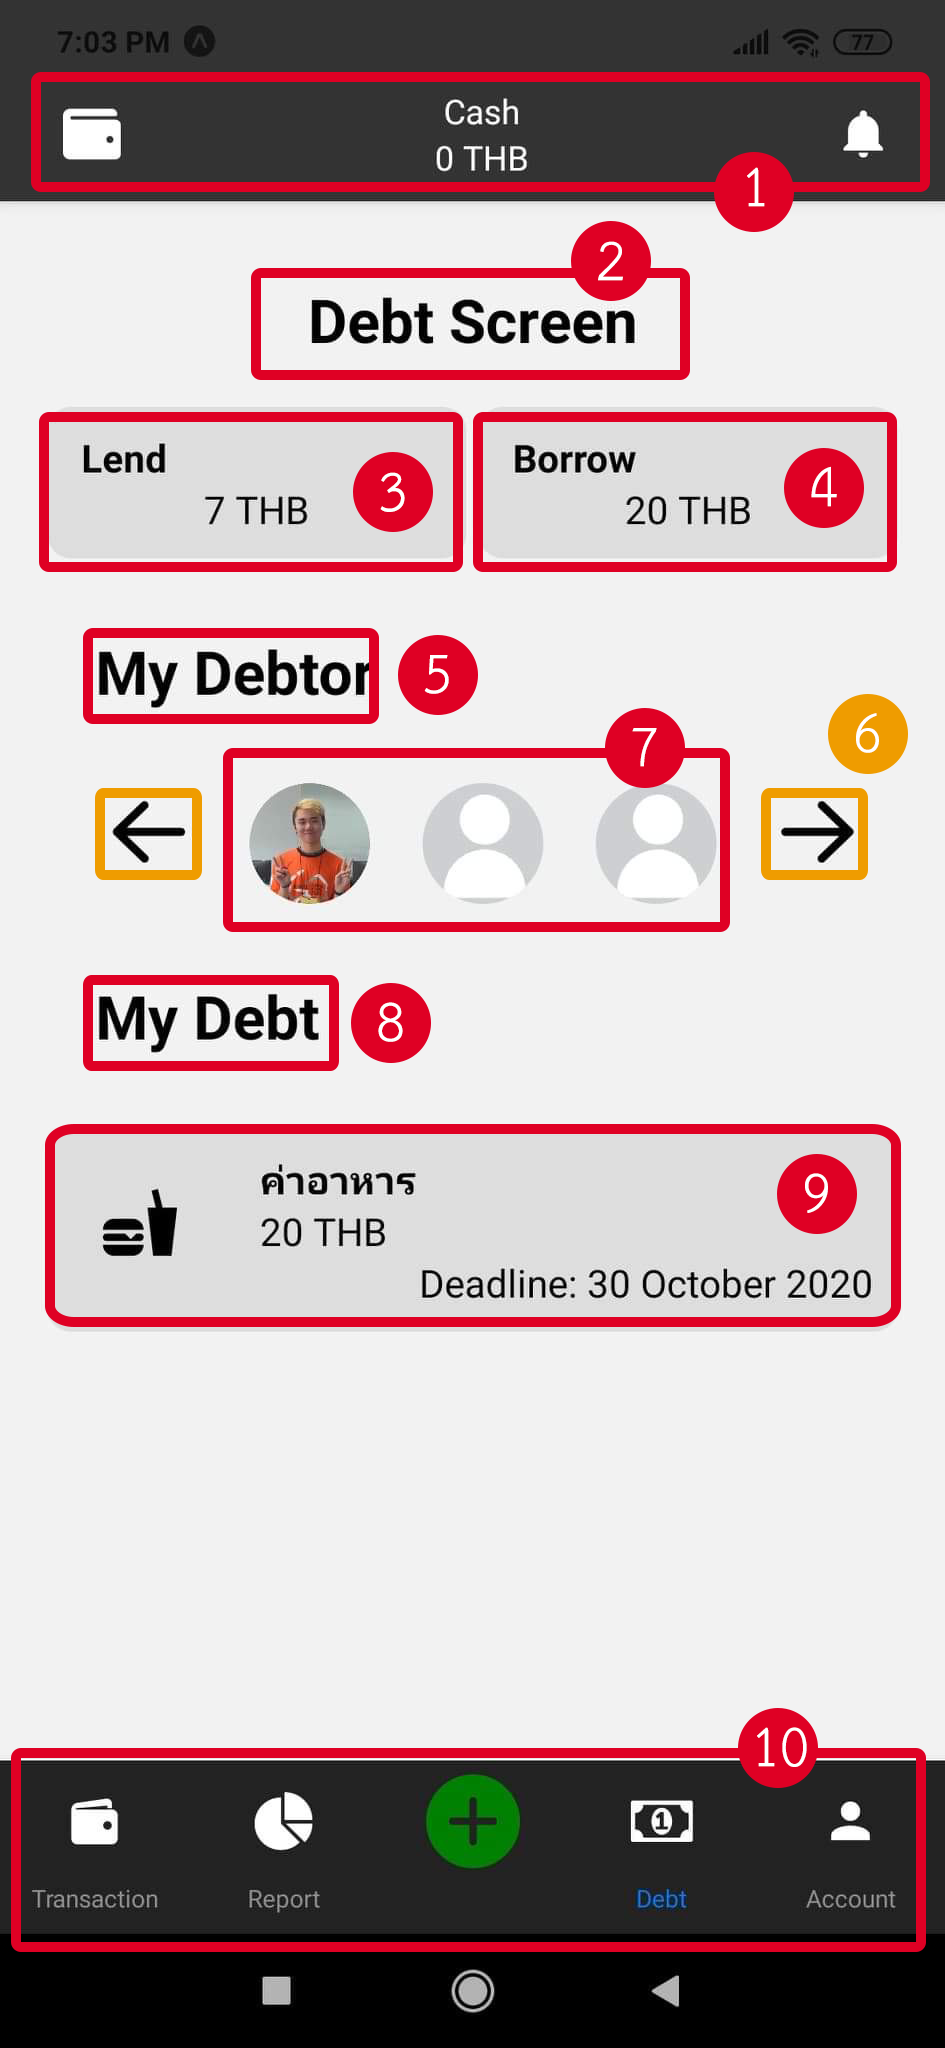 7:03 PM
77
Cash
0 THB
1
2
Debt Screen
Lend
7 THB
3
Borrow
20 THB
4
My Debtor
5
6
7
My Debt
8
ค่าอาหาร
20 THB
9
Deadline: 30 October 2020
10
1
Transaction
Report
Debt
Account